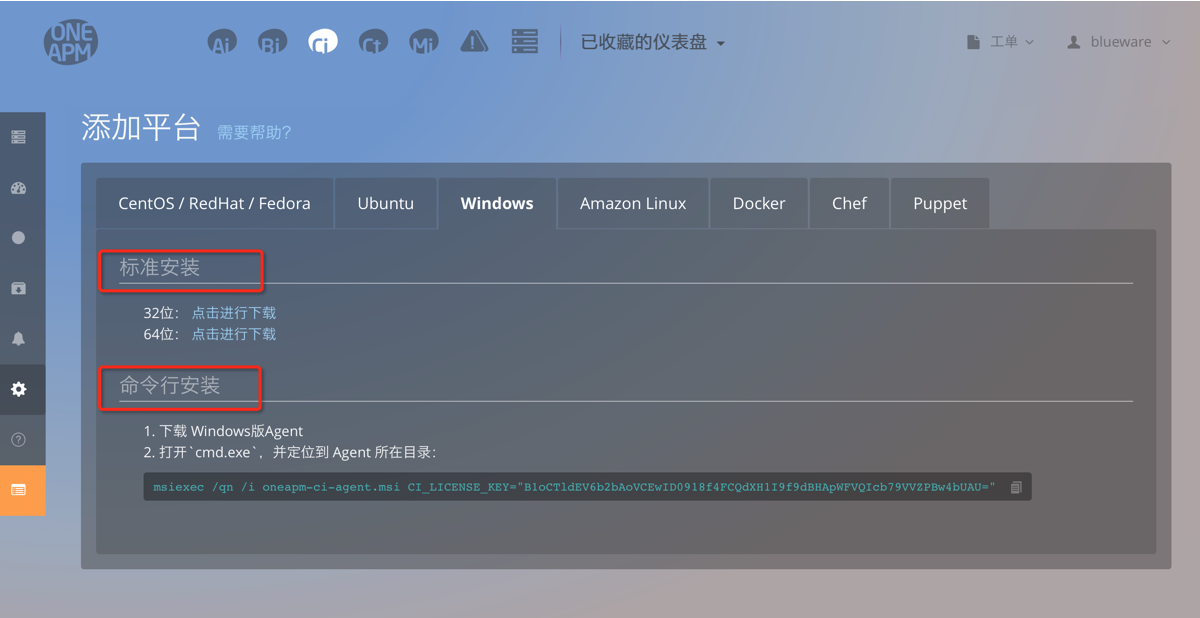 ONE APM
Ai Bi Ci Ct Mi 已收藏的仪表盘 工单 blueware
添加平台 需要帮助?
CentOS / RedHat / Fedora Ubuntu Windows Amazon Linux Docker Chef Puppet
标准安装
32位： 点击进行下载
64位： 点击进行下载
命令行安装
1. 下载 Windows版Agent
2. 打开`cmd.exe`，并定位到 Agent 所在目录：
msiexec /qn /i oneapm-ci-agent.msi CI_LICENSE_KEY="B1oCTldEV6b2bAoVCEwID0918f4FCQdXH1I9f9dBHApWFVQIcb79VVZPBw4bUAU="